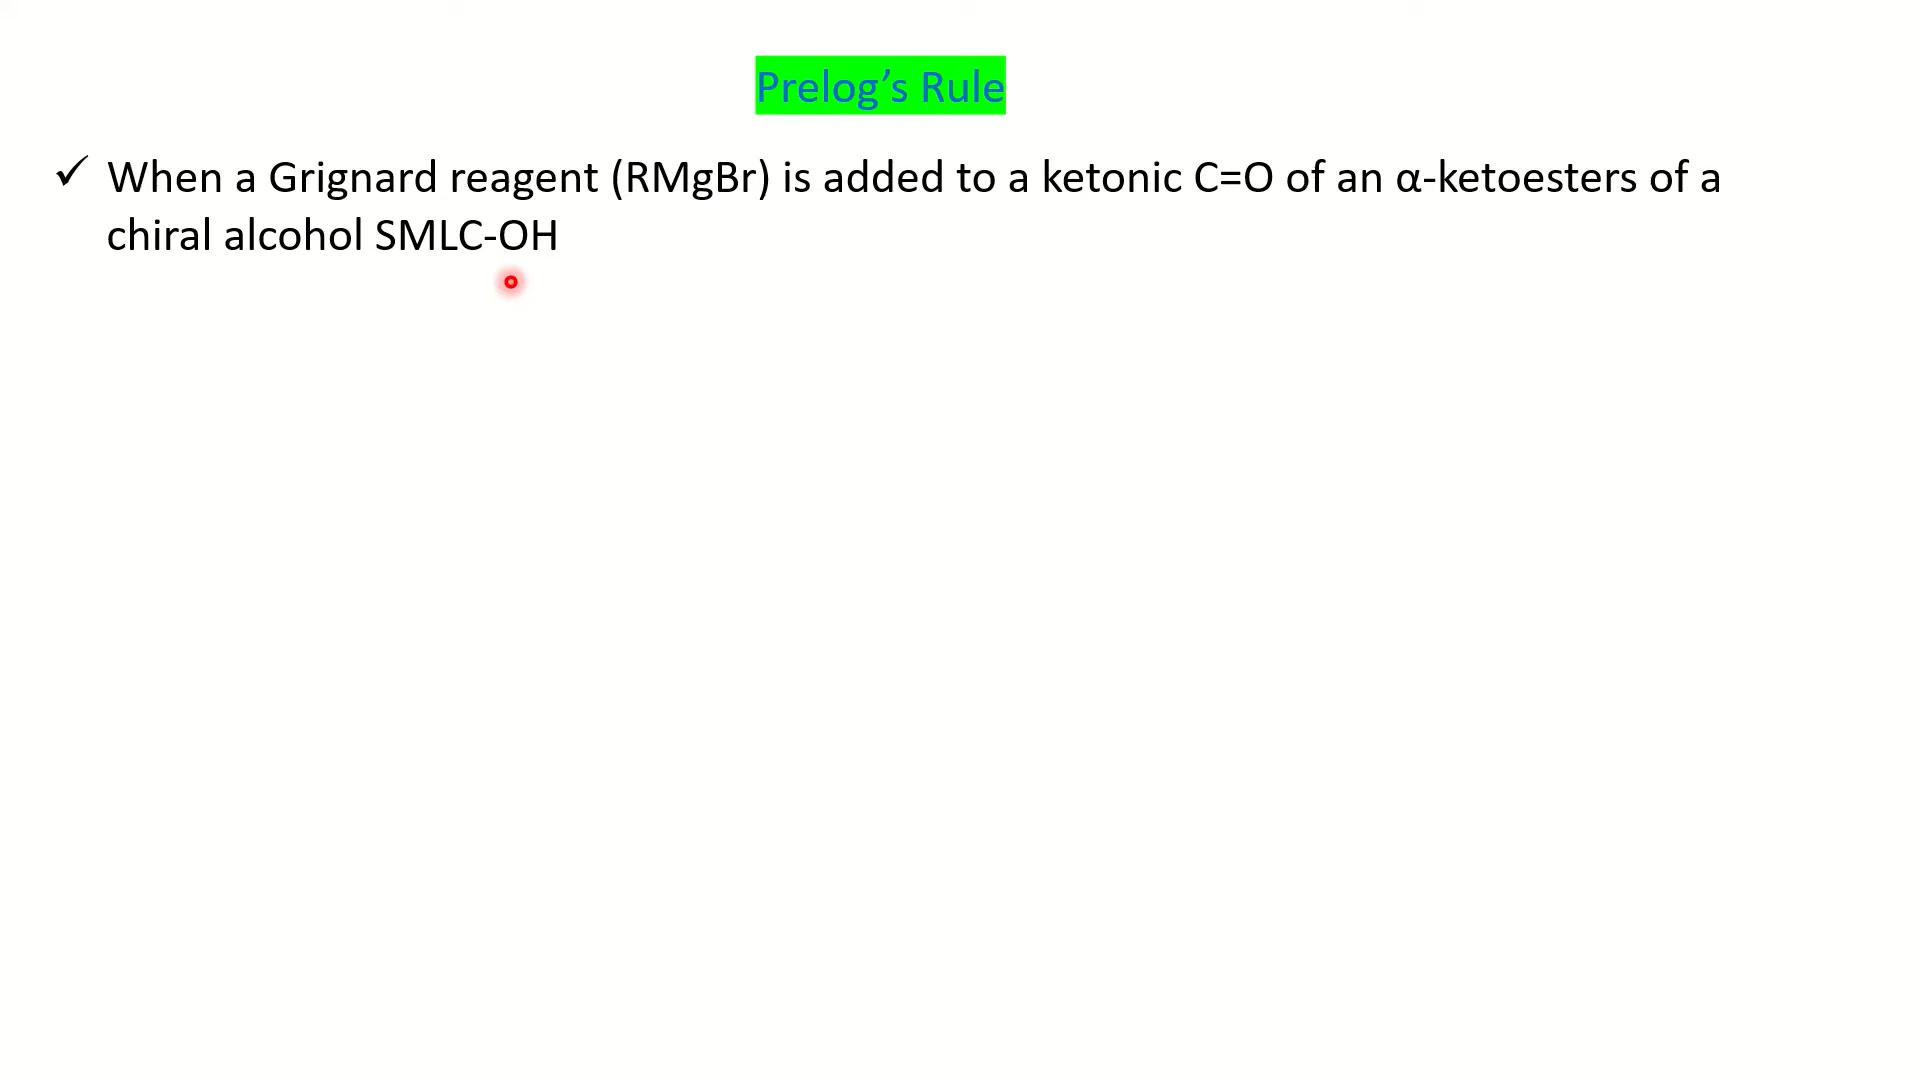 Prelog’s Rule
✓ When a Grignard reagent (RMgBr) is added to a ketonic C=O of an α-ketoesters of a
chiral alcohol SMLC-OH